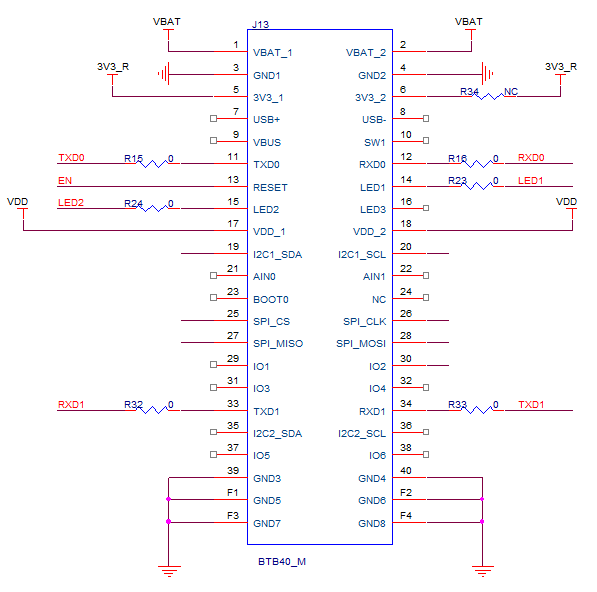 J13
VBAT VBAT
1 VBAT_1 VBAT_2 2
3V3_R 3 GND1 GND2 4 3V3_R
5 3V3_1 3V3_2 6 R34 NC
7 USB+ USB- 8
9 VBUS SW1 10
TXD0 R15 0 11 TXD0 RXD0 12 R16 0 RXD0
EN 13 RESET LED1 14 R23 0 LED1
LED2 R24 0 15 LED2 LED3 16
VDD 17 VDD_1 VDD_2 18 VDD
19 I2C1_SDA I2C1_SCL 20
21 AIN0 AIN1 22
23 BOOT0 NC 24
25 SPI_CS SPI_CLK 26
27 SPI_MISO SPI_MOSI 28
29 IO1 IO2 30
31 IO3 IO4 32
RXD1 R32 0 33 TXD1 RXD1 34 R33 0 TXD1
35 I2C2_SDA I2C2_SCL 36
37 IO5 IO6 38
39 GND3 GND4 40
F1 GND5 GND6 F2
F3 GND7 GND8 F4
BTB40_M